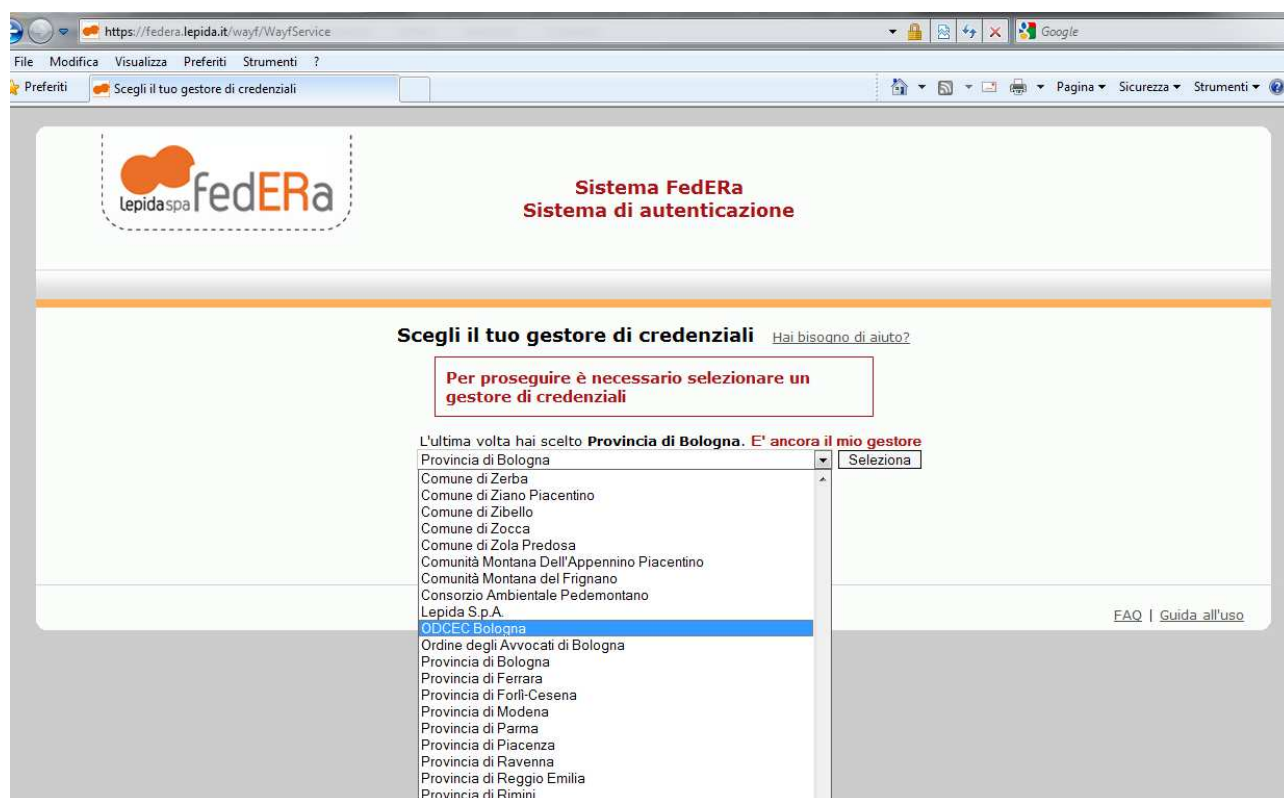 https://federa.lepida.it/wayf/WayfService
Google
File Modifica Visualizza Preferiti Strumenti ?
Preferiti
Scegli il tuo gestore di credenziali
Pagina Sicurezza Strumenti
lepidaspa fedERa
Sistema FedERa
Sistema di autenticazione
Scegli il tuo gestore di credenziali Hai bisogno di aiuto?
Per proseguire è necessario selezionare un
gestore di credenziali
L'ultima volta hai scelto Provincia di Bologna. E' ancora il mio gestore
Provincia di Bologna Seleziona
Comune di Zerba
Comune di Ziano Piacentino
Comune di Zibello
Comune di Zocca
Comune di Zola Predosa
Comunità Montana Dell'Appennino Piacentino
Comunità Montana del Frignano
Consorzio Ambientale Pedemontano
Lepida S.p.A.
ODCEC Bologna
Ordine degli Avvocati di Bologna
Provincia di Bologna
Provincia di Ferrara
Provincia di Forlì-Cesena
Provincia di Modena
Provincia di Parma
Provincia di Piacenza
Provincia di Ravenna
Provincia di Reggio Emilia
Provincia di Rimini
FAQ | Guida all'uso